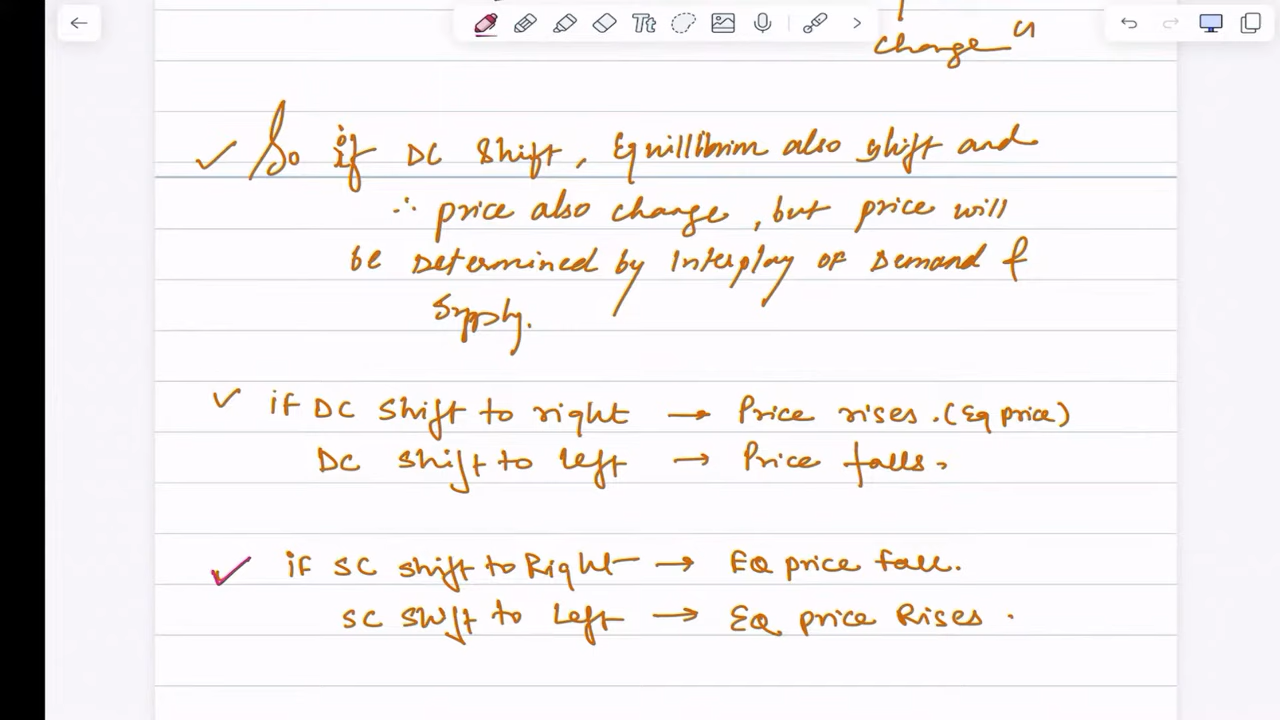 Tt
change
✓ So if DC Shift, Equillibrim also shift and
∴ price also change, but price will
be Determined by Interplay of Demand &
Supply.
✓ if DC Shift to right → Price rises. (Eq price)
DC Shift to left → Price falls.
✓ if SC shift to Right → EQ price fall.
SC Shift to Left → EQ price Rises.